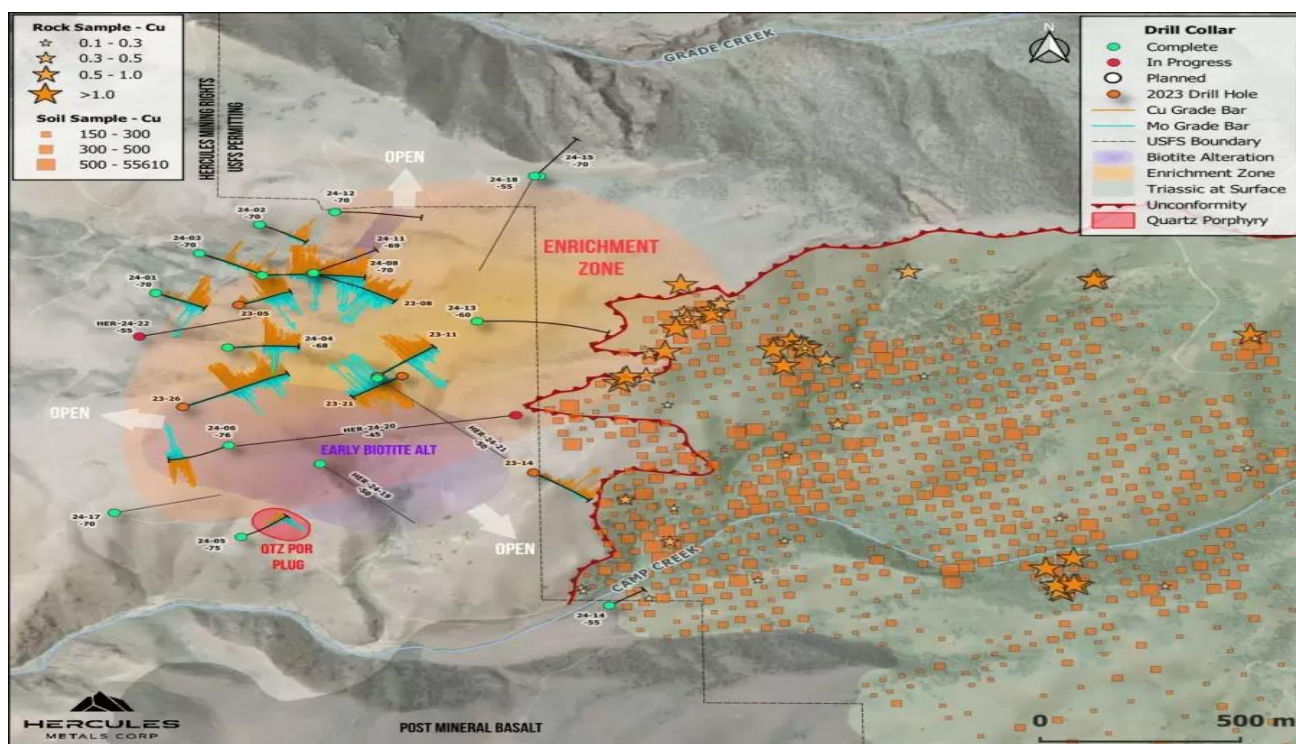 Rock Sample - Cu
0.1 - 0.3
0.3 - 0.5
0.5 - 1.0
>1.0
Soil Sample - Cu
150 - 300
300 - 500
500 - 55610
HERCULES MINING RIGHTS
USFS PERMITTING
GRADE CREEK
N
Drill Collar
Complete
In Progress
Planned
2023 Drill Hole
Cu Grade Bar
Mo Grade Bar
USFS Boundary
Biotite Alteration
Enrichment Zone
Triassic at Surface
Unconformity
Quartz Porphyry
OPEN
24-15
-70
24-18
-55
24-12
-70
24-02
-70
24-11
-69
24-03
-70
24-08
-70
ENRICHMENT
ZONE
24-01
-70
23-05
23-08
24-13
-60
HER-24-22
-55
24-04
-68
23-11
23-26
23-21
OPEN
24-06
-76
HER-24-20
-45
HER-24-21
-50
EARLY BIOTITE ALT
23-14
HER-24-19
-50
24-17
-70
24-05
-75
QTZ POR
PLUG
OPEN
CAMP CREEK
24-14
-55
HERCULES
METALS CORP
POST MINERAL BASALT
0 500 m